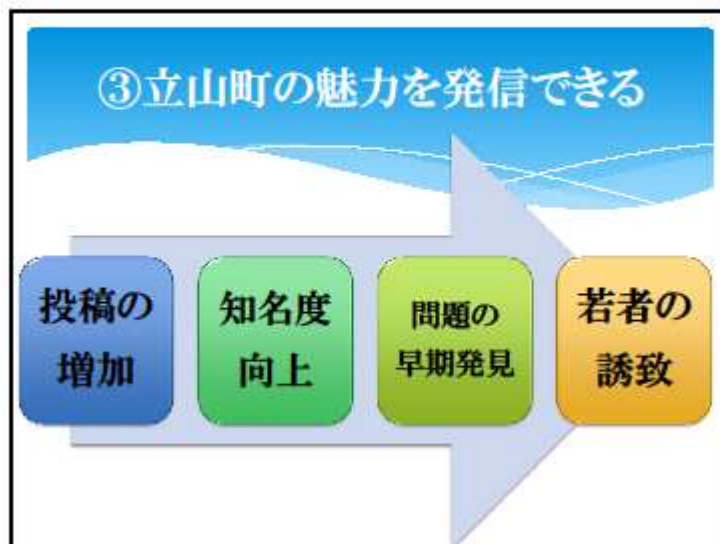 ③立山町の魅力を発信できる
投稿の
増加
知名度
向上
問題の
早期発見
若者の
誘致